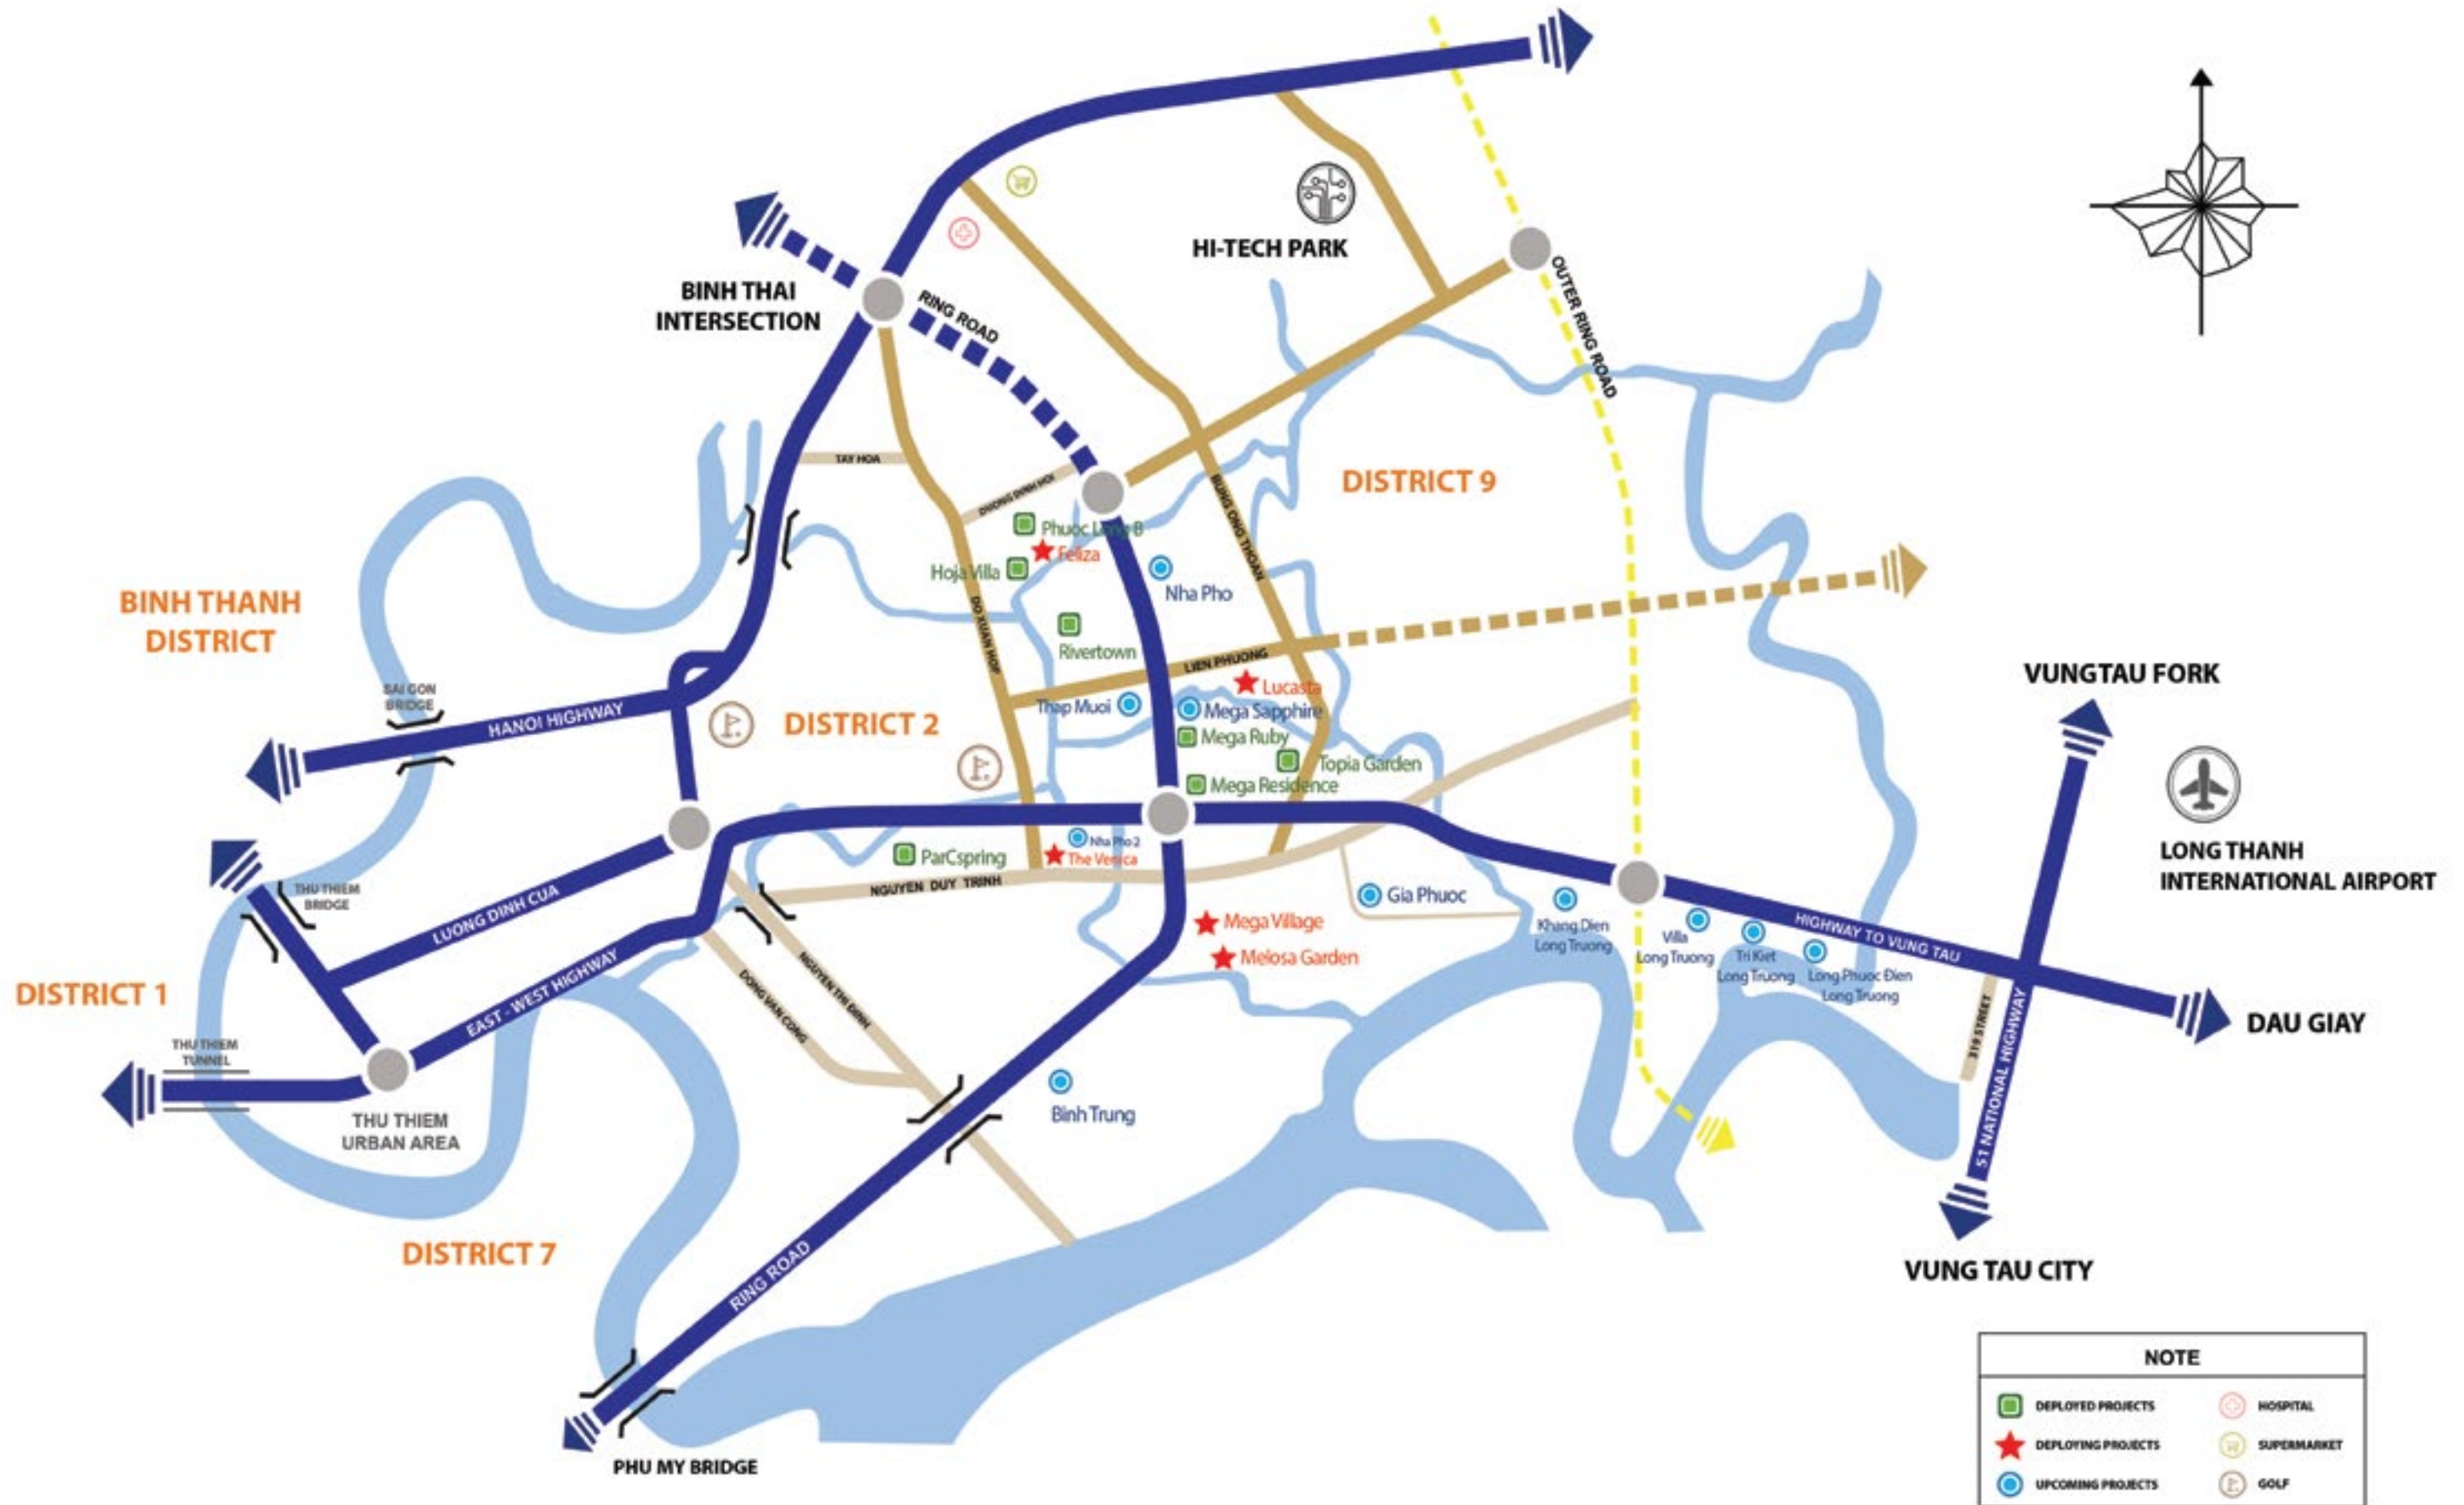 HI-TECH PARK
BINH THAI
INTERSECTION
RING ROAD
OUTER RING ROAD
TAY HOA
DUONG DINH HOI
DISTRICT 9
BUNG ONG THOAN
Phuoc Long B
Feliza
Hoja Villa
Nha Pho
BINH THANH
DISTRICT
DO XUAN HOP
Rivertown
LIEN PHUONG
VUNGTAU FORK
SAI GON
BRIDGE
HANOI HIGHWAY
DISTRICT 2
Lucasta
Thap Muoi
Mega Sapphire
Mega Ruby
Topia Garden
Mega Residence
LONG THANH
INTERNATIONAL AIRPORT
Nha Pho 2
ParCspring
The Venica
NGUYEN DUY TRINH
THU THIEM
BRIDGE
LUONG DINH CUA
Gia Phuoc
Mega Village
Melosa Garden
Khang Dien
Long Truong
Villa
Long Truong
Tri Kiet
Long Truong
Long Phuoc Đien
Long Truong
HIGHWAY TO VUNG TAU
DISTRICT 1
EAST - WEST HIGHWAY
DONG VAN CONG
NGUYEN THI DINH
319 STREET
51 NATIONAL HIGHWAY
DAU GIAY
THU THIEM
TUNNEL
THU THIEM
URBAN AREA
Binh Trung
DISTRICT 7
RING ROAD
VUNG TAU CITY
PHU MY BRIDGE
NOTE
DEPLOYED PROJECTS
HOSPITAL
DEPLOYING PROJECTS
SUPERMARKET
UPCOMING PROJECTS
GOLF